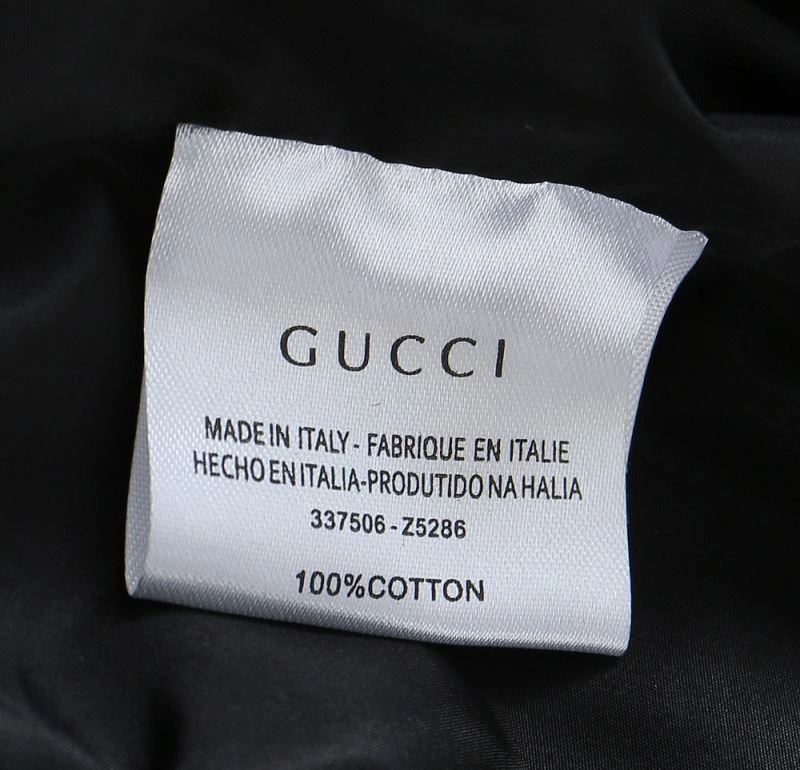 GUCCI
MADE IN ITALY - FABRIQUE EN ITALIE
HECHO EN ITALIA-PRODUTIDO NA HALIA
337506-Z5286
100%COTTON